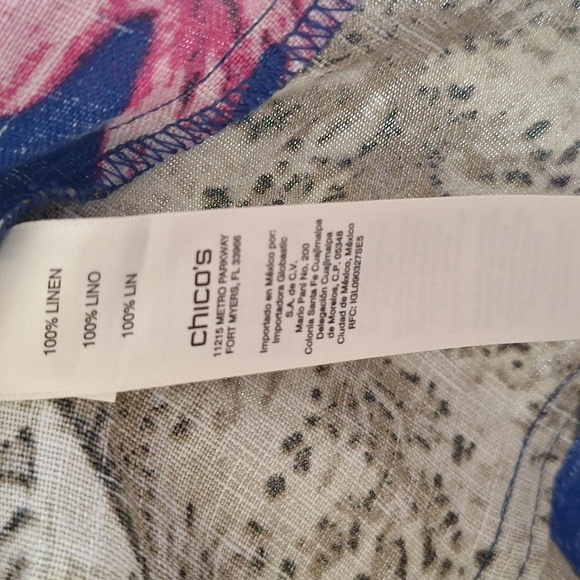 100% LINEN
100% LINO
100% LIN
chico's
11215 METRO PARKWAY
FORT MYERS, FL 33966
Importado en México por:
Importadora Globastic
S.A. de C.V.
Mario Pani No. 200
Colonia Santa Fe Cuajimalpa
Delegación Cuajimalpa
de Morelos, C.P. 05348
Ciudad de México, México
RFC: IGL090327SE5